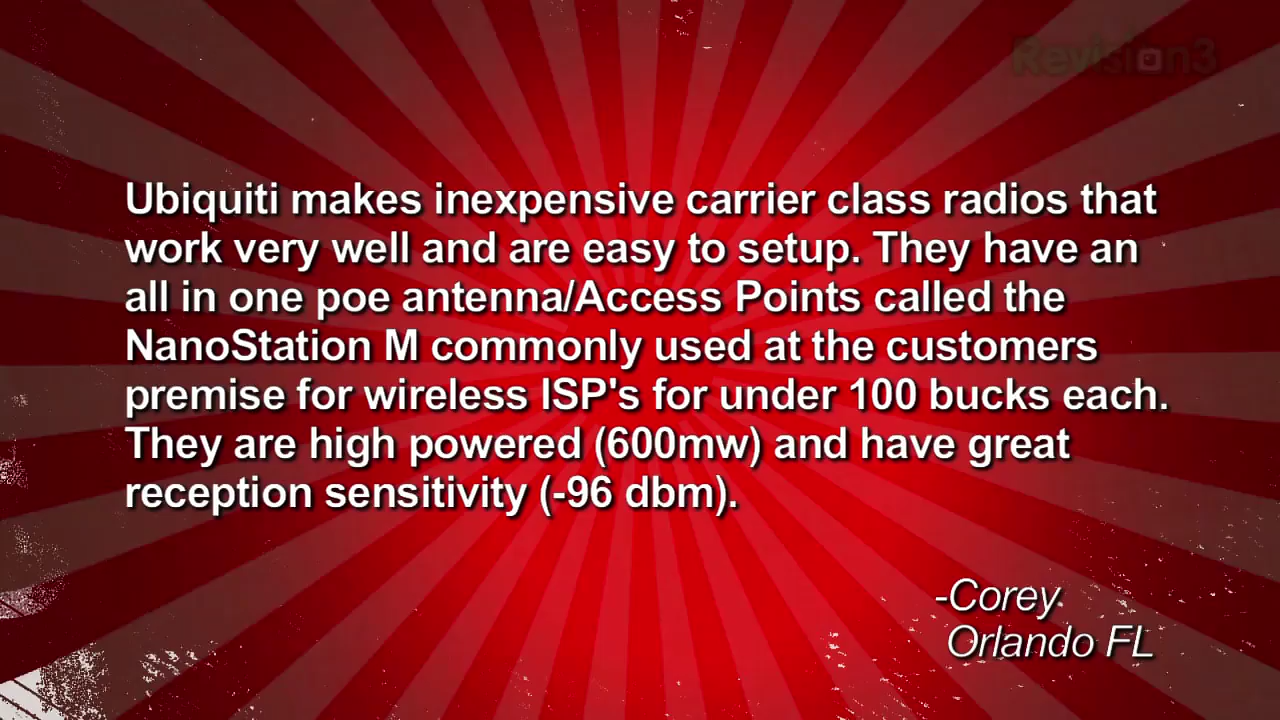 Revision3
Ubiquiti makes inexpensive carrier class radios that
work very well and are easy to setup. They have an
all in one poe antenna/Access Points called the
NanoStation M commonly used at the customers
premise for wireless ISP's for under 100 bucks each.
They are high powered (600mw) and have great
reception sensitivity (-96 dbm).
-Corey
Orlando FL